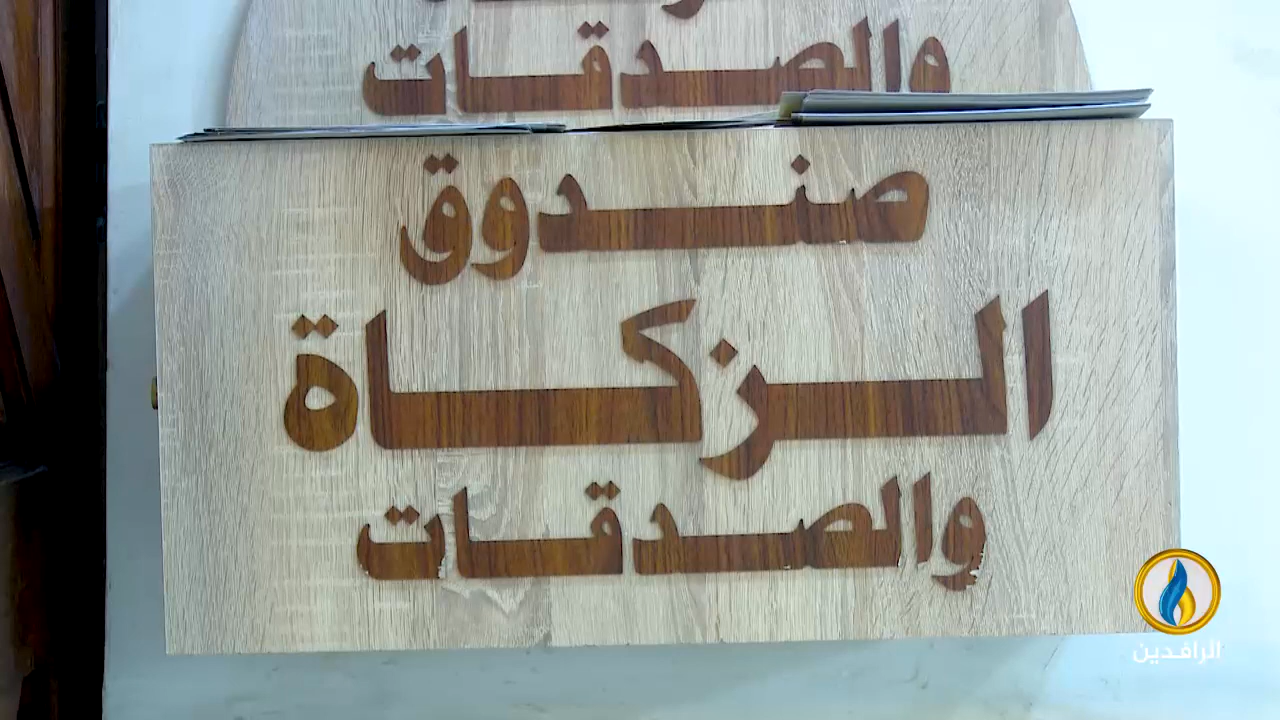 والصدقات
صندوق
الزكاة
والصدقات
الرافدين